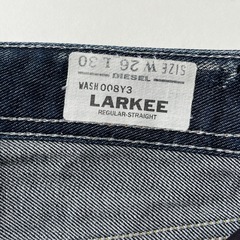 SIZE W 26 L 30
DIESEL
WASH 008Y3
LARKEE
REGULAR-STRAIGHT